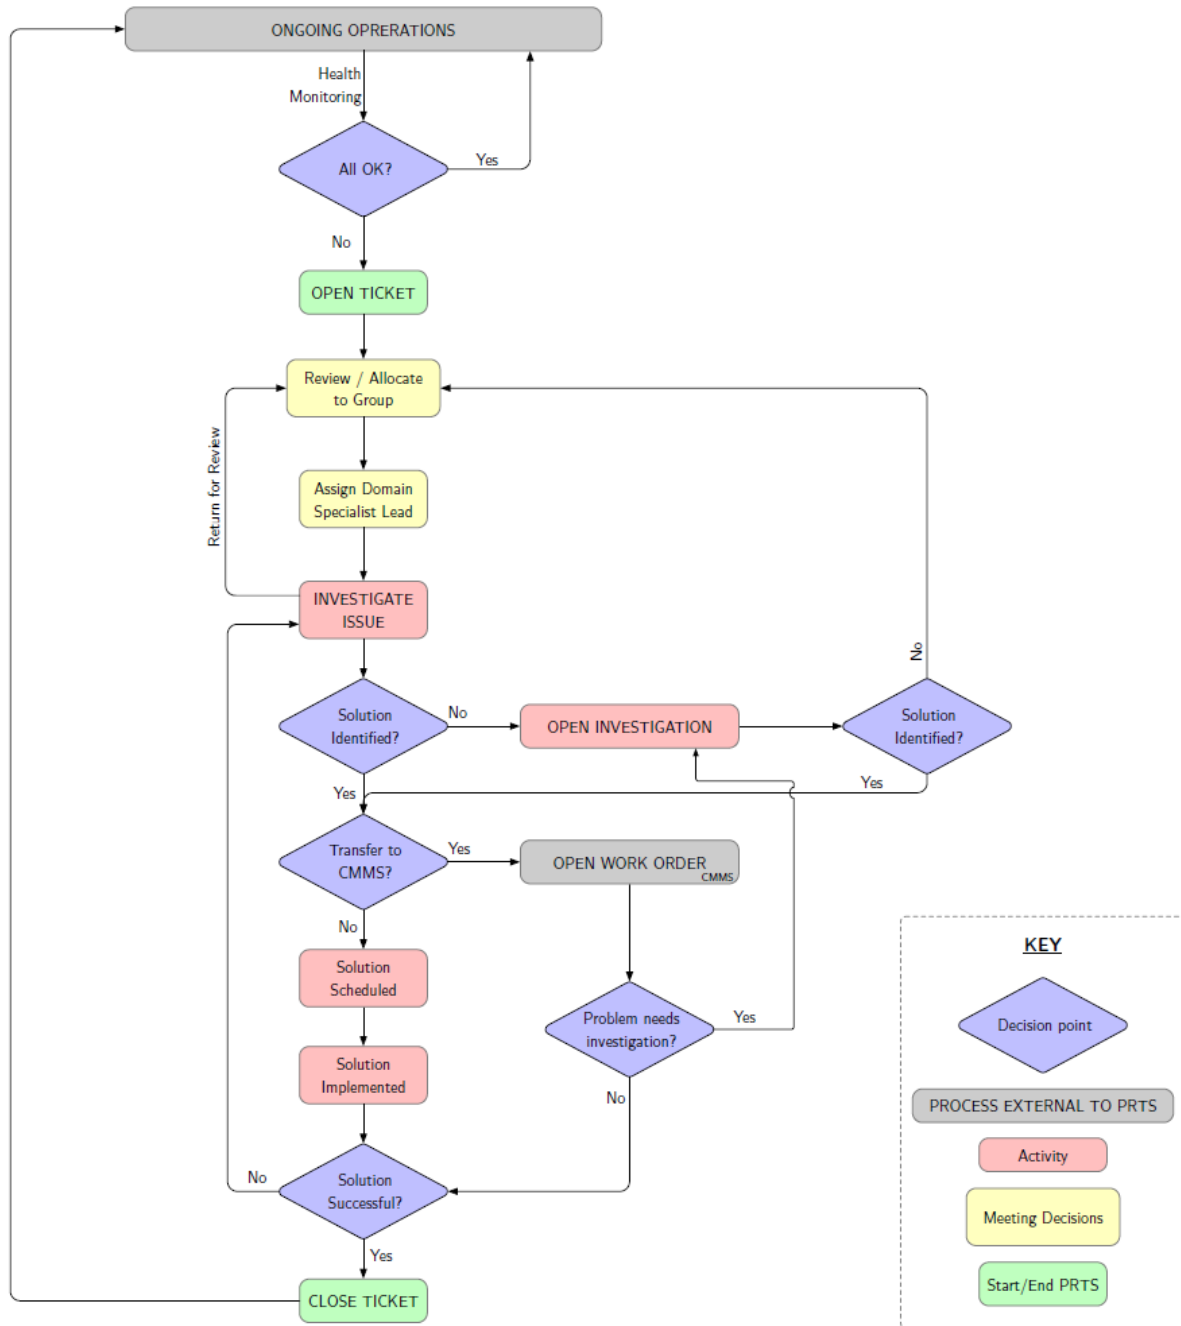 ONGOING OPRERATIONS
Health
Monitoring
All OK?
Yes
No
OPEN TICKET
Review / Allocate
to Group
Return for Review
Assign Domain
Specialist Lead
INVESTIGATE
ISSUE
No
Solution
Identified?
No
OPEN INVESTIGATION
Solution
Identified?
Yes
Yes
Transfer to
CMMS?
Yes
OPEN WORK ORDER
CMMS
No
Solution
Scheduled
Problem needs
investigation?
Yes
Solution
Implemented
No
No
Solution
Successful?
Yes
CLOSE TICKET
KEY
Decision point
PROCESS EXTERNAL TO PRTS
Activity
Meeting Decisions
Start/End PRTS